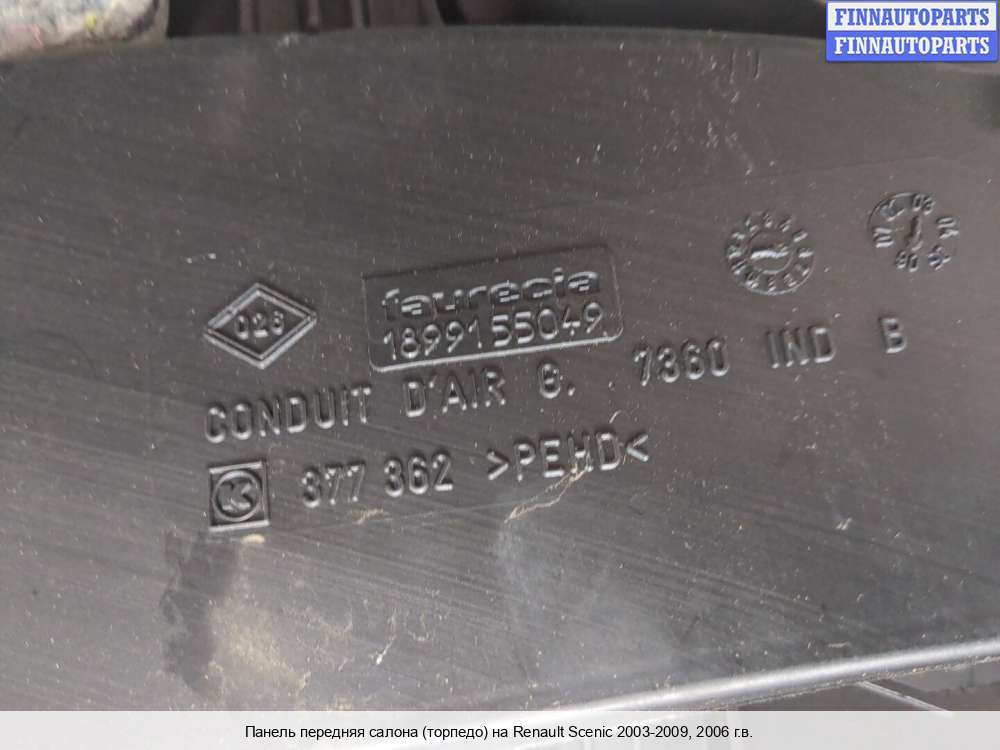 FINNAUTOPARTS
FINNAUTOPARTS
026
faurecia
1899155049
CONDUIT D'AIR G. 7360 IND B
K 377 362 >PEHD<
Панель передняя салона (торпедо) на Renault Scenic 2003-2009, 2006 г.в.